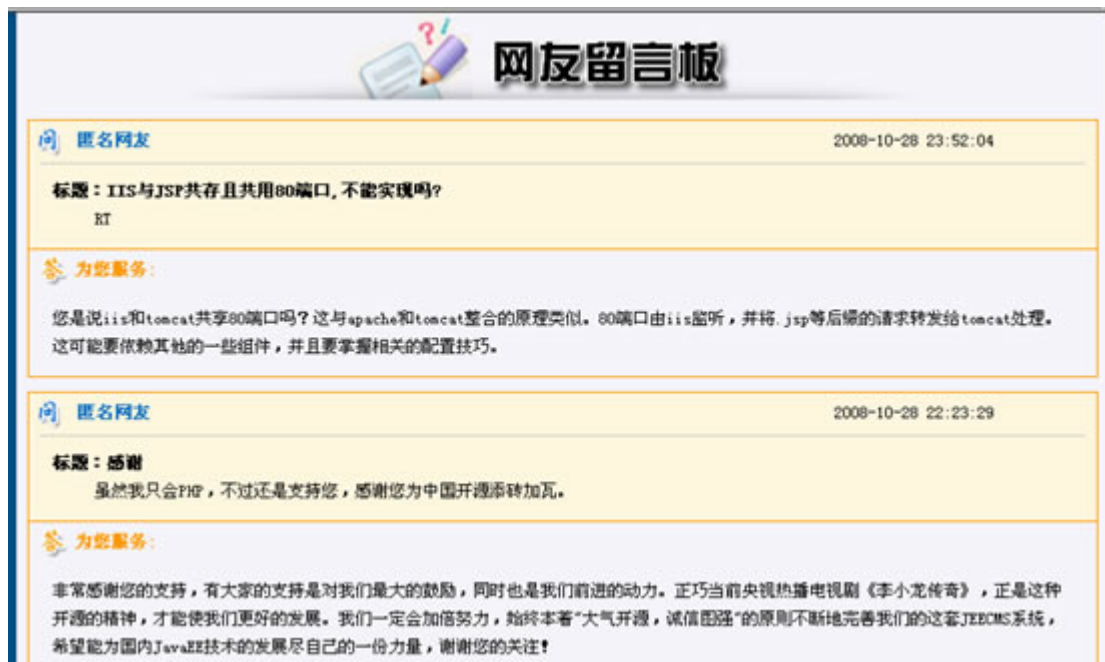 网友留言板
问 匿名网友 2008-10-28 23:52:04
标题：IIS与JSP共存且共用80端口,不能实现吗?
RT
答 为您服务:
您是说iis和tomcat共享80端口吗？这与apache和tomcat整合的原理类似。80端口由iis监听，并将.jsp等后缀的请求转发给tomcat处理。
这可能要依赖其他的一些组件，并且要掌握相关的配置技巧。
问 匿名网友 2008-10-28 22:23:29
标题：感谢
虽然我只会PHP，不过还是支持您，感谢您为中国开源添砖加瓦。
答 为您服务:
非常感谢您的支持，有大家的支持是对我们最大的鼓励，同时也是我们前进的动力。正巧当前央视热播电视剧《李小龙传奇》，正是这种
开源的精神，才能使我们更好的发展。我们一定会加倍努力，始终本着"大气开源，诚信图强"的原则不断地完善我们的这套JEECMS系统，
希望能为国内JavaEE技术的发展尽自己的一份力量，谢谢您的关注！